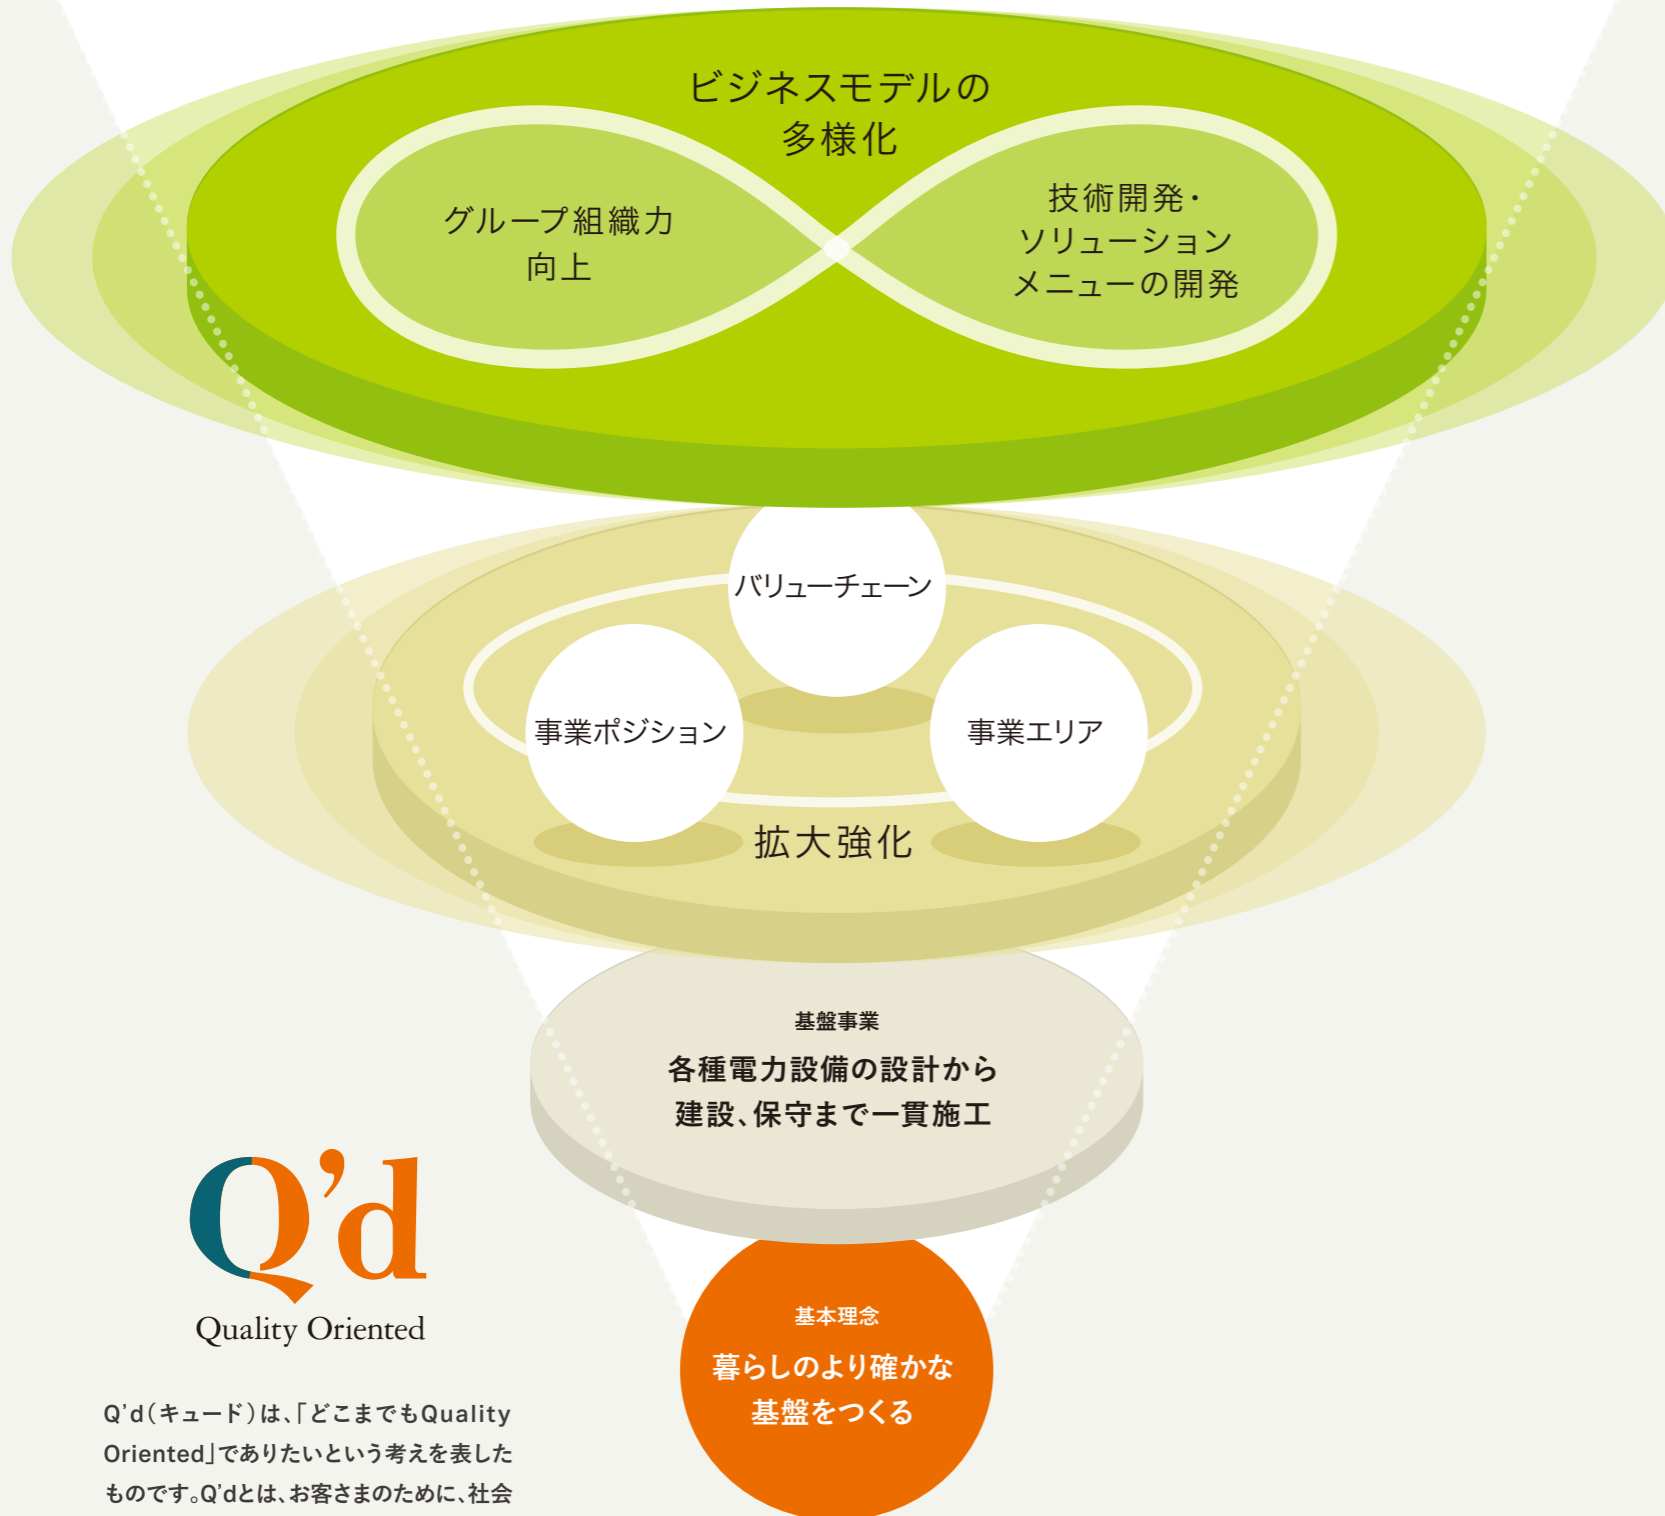 ビジネスモデルの
多様化
グループ組織力
向上
技術開発・
ソリューション
メニューの開発
バリューチェーン
事業ポジション
事業エリア
拡大強化
基盤事業
各種電力設備の設計から
建設、保守まで一貫施工
基本理念
暮らしのより確かな
基盤をつくる
Q’d
Quality Oriented
Q’d(キュード)は、「どこまでもQuality
Oriented」でありたいという考えを表した
ものです。Q’dとは、お客さまのために、社会